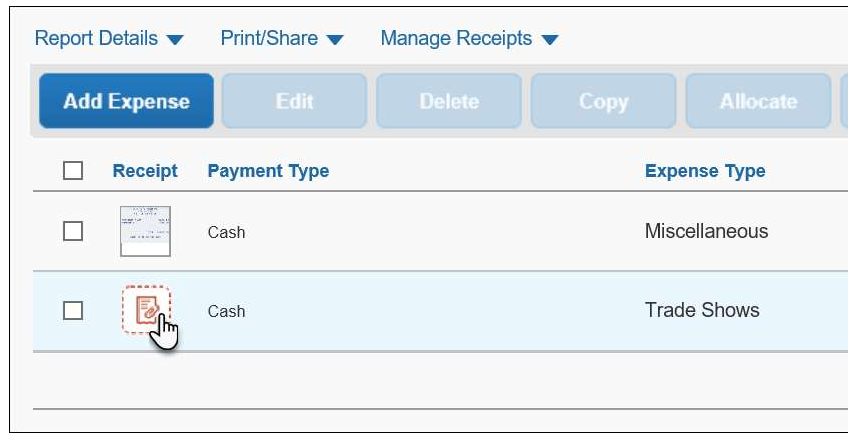 Report Details Print/Share Manage Receipts
Add Expense Edit Delete Copy Allocate
Receipt Payment Type Expense Type
Cash Miscellaneous
Cash Trade Shows